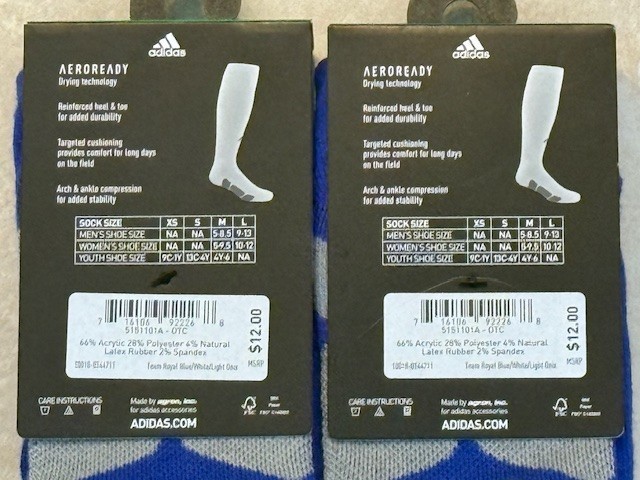 adidas
AEROREADY
Drying technology
Reinforced heel & toe
for added durability
Targeted cushioning
provides comfort for long days
on the field
Arch & ankle compression
for added stability
SOCK SIZE XS S M L
MEN'S SHOE SIZE NA NA 5-8.5 9-13
WOMEN'S SHOE SIZE NA NA 5-9.5 10-12
YOUTH SHOE SIZE 9C-1Y 13C-4Y 4Y-6 NA
7 16106 92226 8
5151101A - OTC
66% Acrylic 28% Polyester 4% Natural
Latex Rubber 2% Spandex
Team Royal Blue/White/Light Onix
$12.00
MSRP
CARE INSTRUCTIONS
Made by agron, inc.
for adidas accessories
ADIDAS.COM
FSC
MIX
Paper
adidas
AEROREADY
Drying technology
Reinforced heel & toe
for added durability
Targeted cushioning
provides comfort for long days
on the field
Arch & ankle compression
for added stability
SOCK SIZE XS S M L
MEN'S SHOE SIZE NA NA 5-8.5 9-13
WOMEN'S SHOE SIZE NA NA 10-12
YOUTH SHOE SIZE 9C-1Y 13C-4Y 4Y-6 NA
7 16106 92226 8
5151101A - OTC
66% Acrylic 28% Polyester 4% Natural
Latex Rubber 2% Spandex
Team Royal Blue/White/Light Onix
$12.00
MSRP
CARE INSTRUCTIONS
Made by agron, inc.
for adidas accessories
ADIDAS.COM
FSC
MIX
Paper